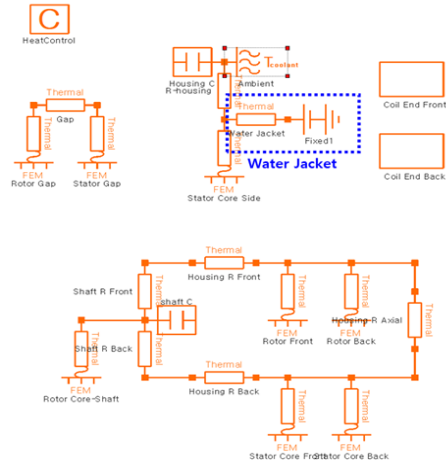 C
HeatControl
Thermal
Gap
Thermal
Thermal
FEM
FEM
Rotor Gap
Stator Gap
Housing C
R-housing
Tcoolant
Ambient
Thermal
Thermal
Water Jacket
Fixed1
Water Jacket
Thermal
FEM
Stator Core Side
Coil End Front
Coil End Back
Thermal
Housing R Front
Shaft R Front
Thermal
shaft C
Shaft R Back
Thermal
Thermal
FEM
Rotor Core-Shaft
Thermal
FEM
Rotor Front
Thermal
FEM
Rotor Back
Housing R Axial
Thermal
Thermal
Housing R Back
Thermal
FEM
Stator Core Front
Thermal
FEM
Stator Core Back